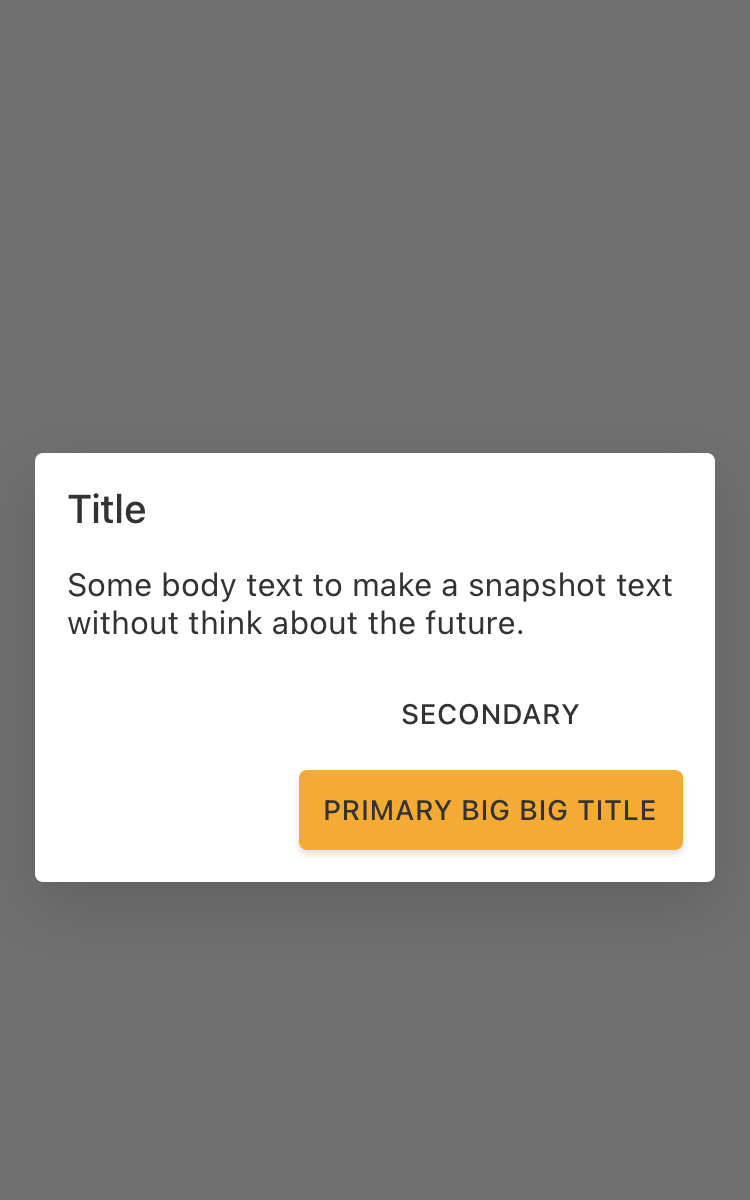 Title
Some body text to make a snapshot text
without think about the future.
SECONDARY
PRIMARY BIG BIG TITLE